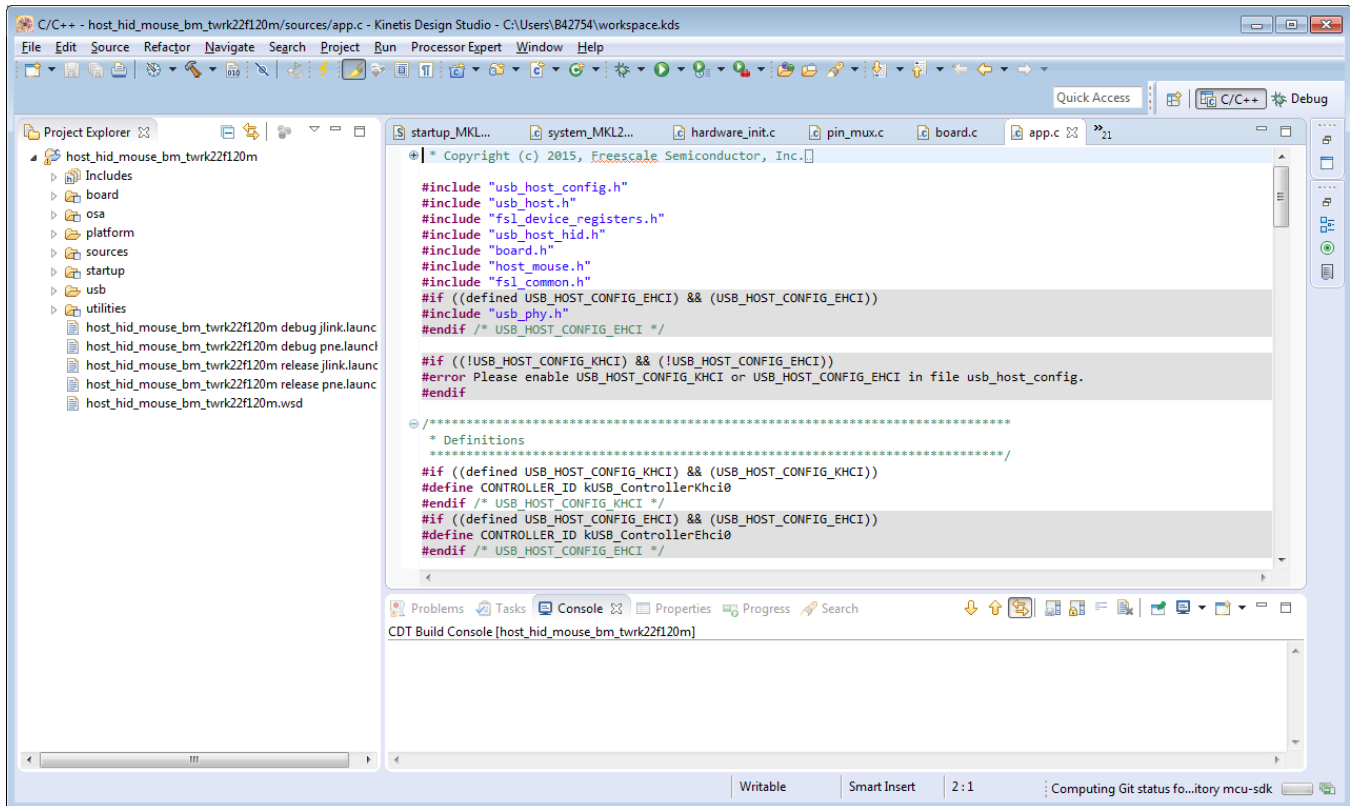 C/C++ - host_hid_mouse_bm_twrk22f120m/sources/app.c - Kinetis Design Studio - C:\Users\B42754\workspace.kds
File Edit Source Refactor Navigate Search Project Run Processor Expert Window Help
Quick Access C/C++ Debug
Project Explorer
host_hid_mouse_bm_twrk22f120m
Includes
board
osa
platform
sources
startup
usb
utilities
host_hid_mouse_bm_twrk22f120m debug jlink.launc
host_hid_mouse_bm_twrk22f120m debug pne.launch
host_hid_mouse_bm_twrk22f120m release jlink.launc
host_hid_mouse_bm_twrk22f120m release pne.launc
host_hid_mouse_bm_twrk22f120m.wsd
startup_MKL... system_MKL2... hardware_init.c pin_mux.c board.c app.c »21
* Copyright (c) 2015, Freescale Semiconductor, Inc.
#include "usb_host_config.h"
#include "usb_host.h"
#include "fsl_device_registers.h"
#include "usb_host_hid.h"
#include "board.h"
#include "host_mouse.h"
#include "fsl_common.h"
#if ((defined USB_HOST_CONFIG_EHCI) && (USB_HOST_CONFIG_EHCI))
#include "usb_phy.h"
#endif /* USB_HOST_CONFIG_EHCI */
#if ((!USB_HOST_CONFIG_KHCI) && (!USB_HOST_CONFIG_EHCI))
#error Please enable USB_HOST_CONFIG_KHCI or USB_HOST_CONFIG_EHCI in file usb_host_config.
#endif
/*******************************************************************************
* Definitions
******************************************************************************/
#if ((defined USB_HOST_CONFIG_KHCI) && (USB_HOST_CONFIG_KHCI))
#define CONTROLLER_ID kUSB_ControllerKhci0
#endif /* USB_HOST_CONFIG_KHCI */
#if ((defined USB_HOST_CONFIG_EHCI) && (USB_HOST_CONFIG_EHCI))
#define CONTROLLER_ID kUSB_ControllerEhci0
#endif /* USB_HOST_CONFIG_EHCI */
Problems Tasks Console Properties Progress Search
CDT Build Console [host_hid_mouse_bm_twrk22f120m]
Writable Smart Insert 2 : 1 Computing Git status fo...itory mcu-sdk